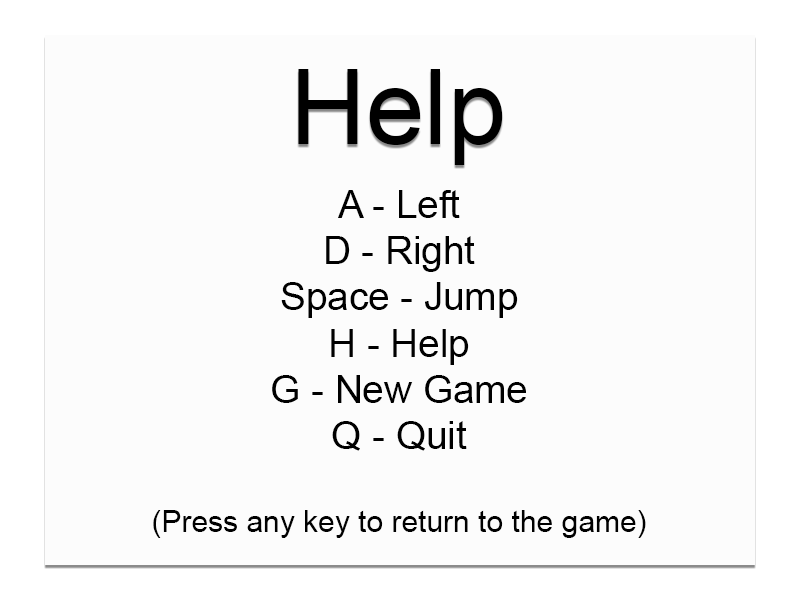 Help
A - Left
D - Right
Space - Jump
H - Help
G - New Game
Q - Quit
(Press any key to return to the game)